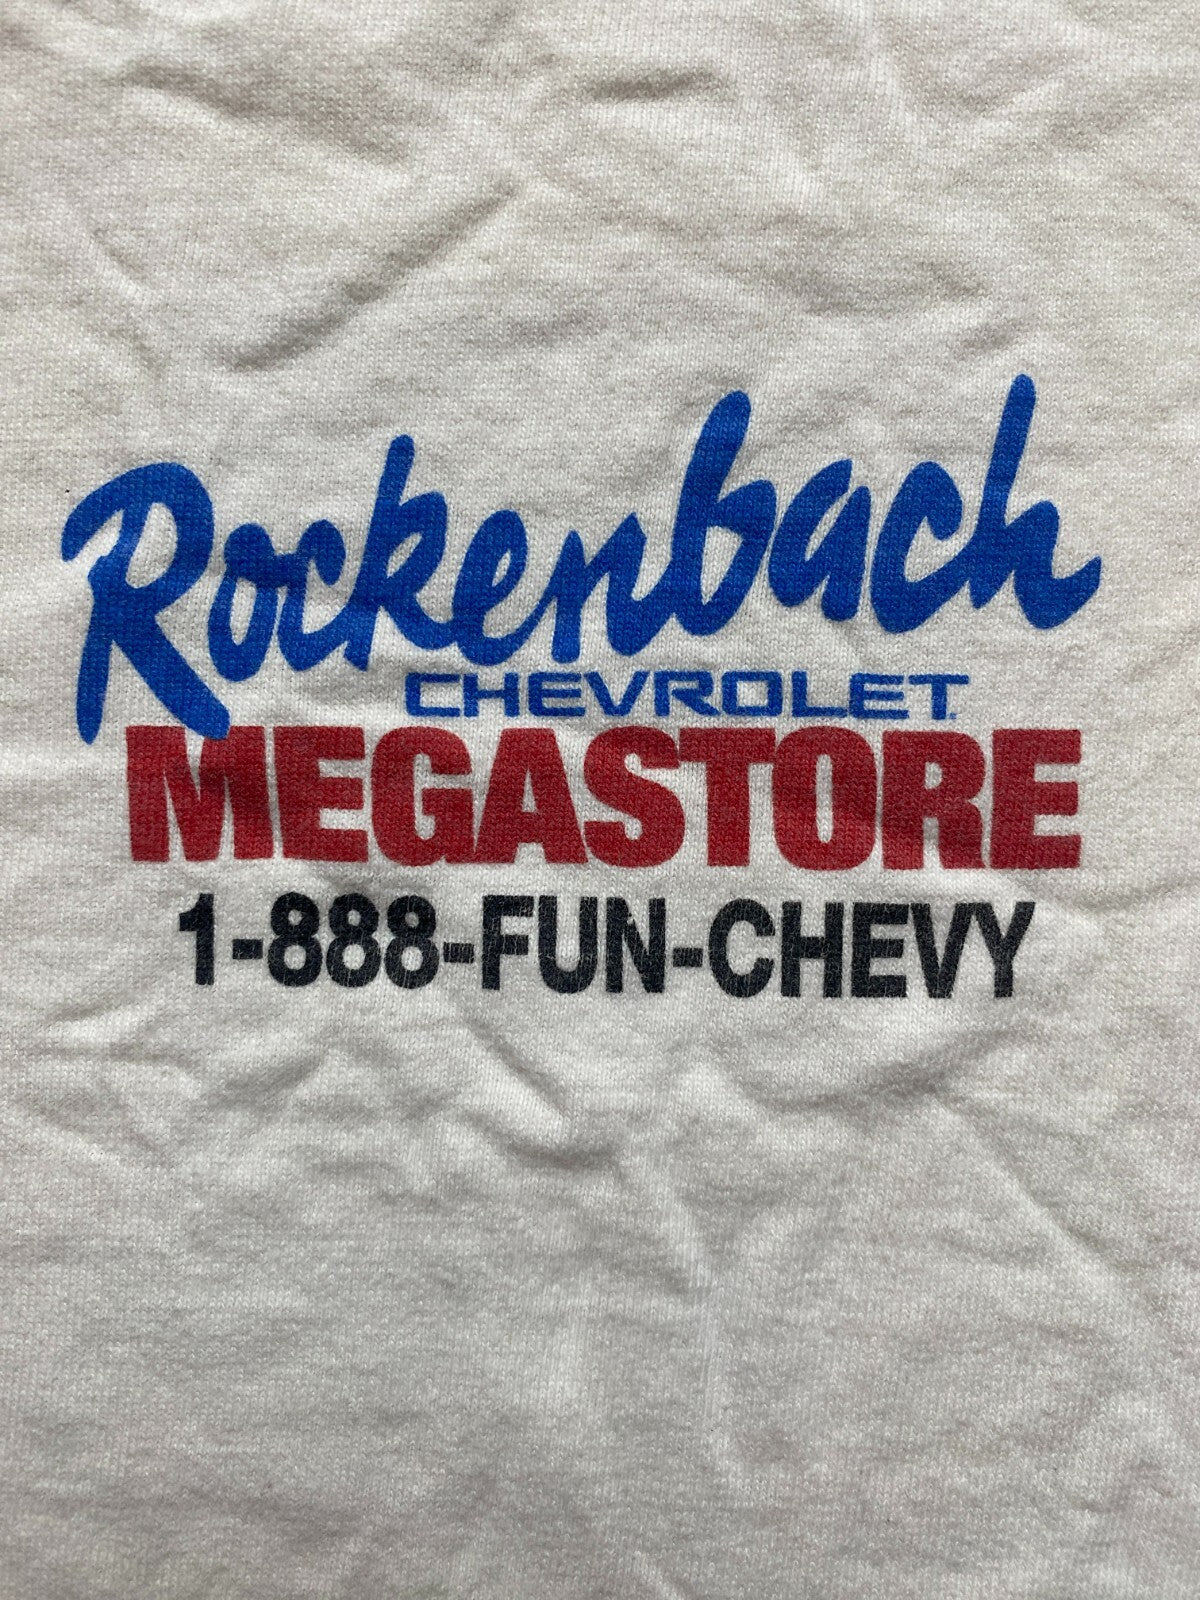 Rockenbach
CHEVROLET
MEGASTORE
1-888-FUN-CHEVY